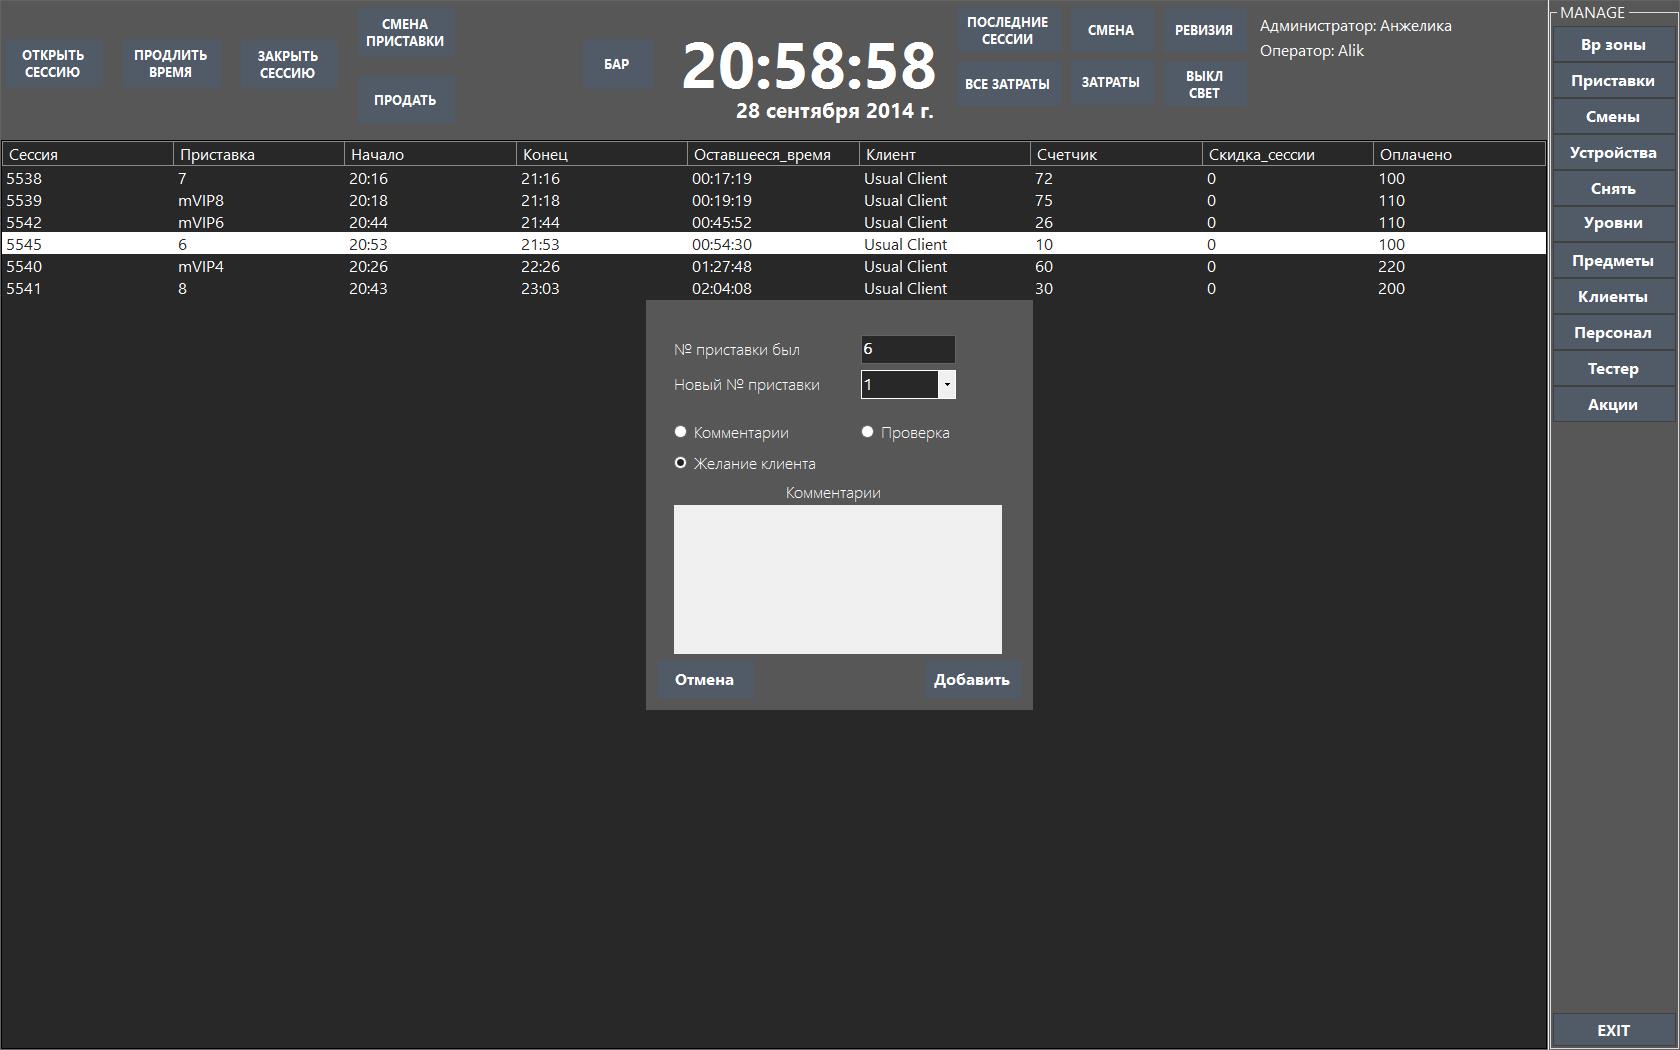 ОТКРЫТЬ
СЕССИЮ
ПРОДЛИТЬ
ВРЕМЯ
ЗАКРЫТЬ
СЕССИЮ
СМЕНА
ПРИСТАВКИ
ПРОДАТЬ
БАР
20:58:58
28 сентября 2014 г.
ПОСЛЕДНИЕ
СЕССИИ
СМЕНА
РЕВИЗИЯ
ВСЕ ЗАТРАТЫ
ЗАТРАТЫ
ВЫКЛ
СВЕТ
Администратор: Анжелика
Оператор: Alik
Сессия Приставка Начало Конец Оставшееся_время Клиент Счетчик Скидка_сессии Оплачено
5538 7 20:16 21:16 00:17:19 Usual Client 72 0 100
5539 mVIP8 20:18 21:18 00:19:19 Usual Client 75 0 110
5542 mVIP6 20:44 21:44 00:45:52 Usual Client 26 0 110
5545 6 20:53 21:53 00:54:30 Usual Client 10 0 100
5540 mVIP4 20:26 22:26 01:27:48 Usual Client 60 0 220
5541 8 20:43 23:03 02:04:08 Usual Client 30 0 200
№ приставки был 6
Новый № приставки 1
Комментарии Проверка
Желание клиента
Комментарии
Отмена Добавить
MANAGE
Вр зоны
Приставки
Смены
Устройства
Снять
Уровни
Предметы
Клиенты
Персонал
Тестер
Акции
EXIT